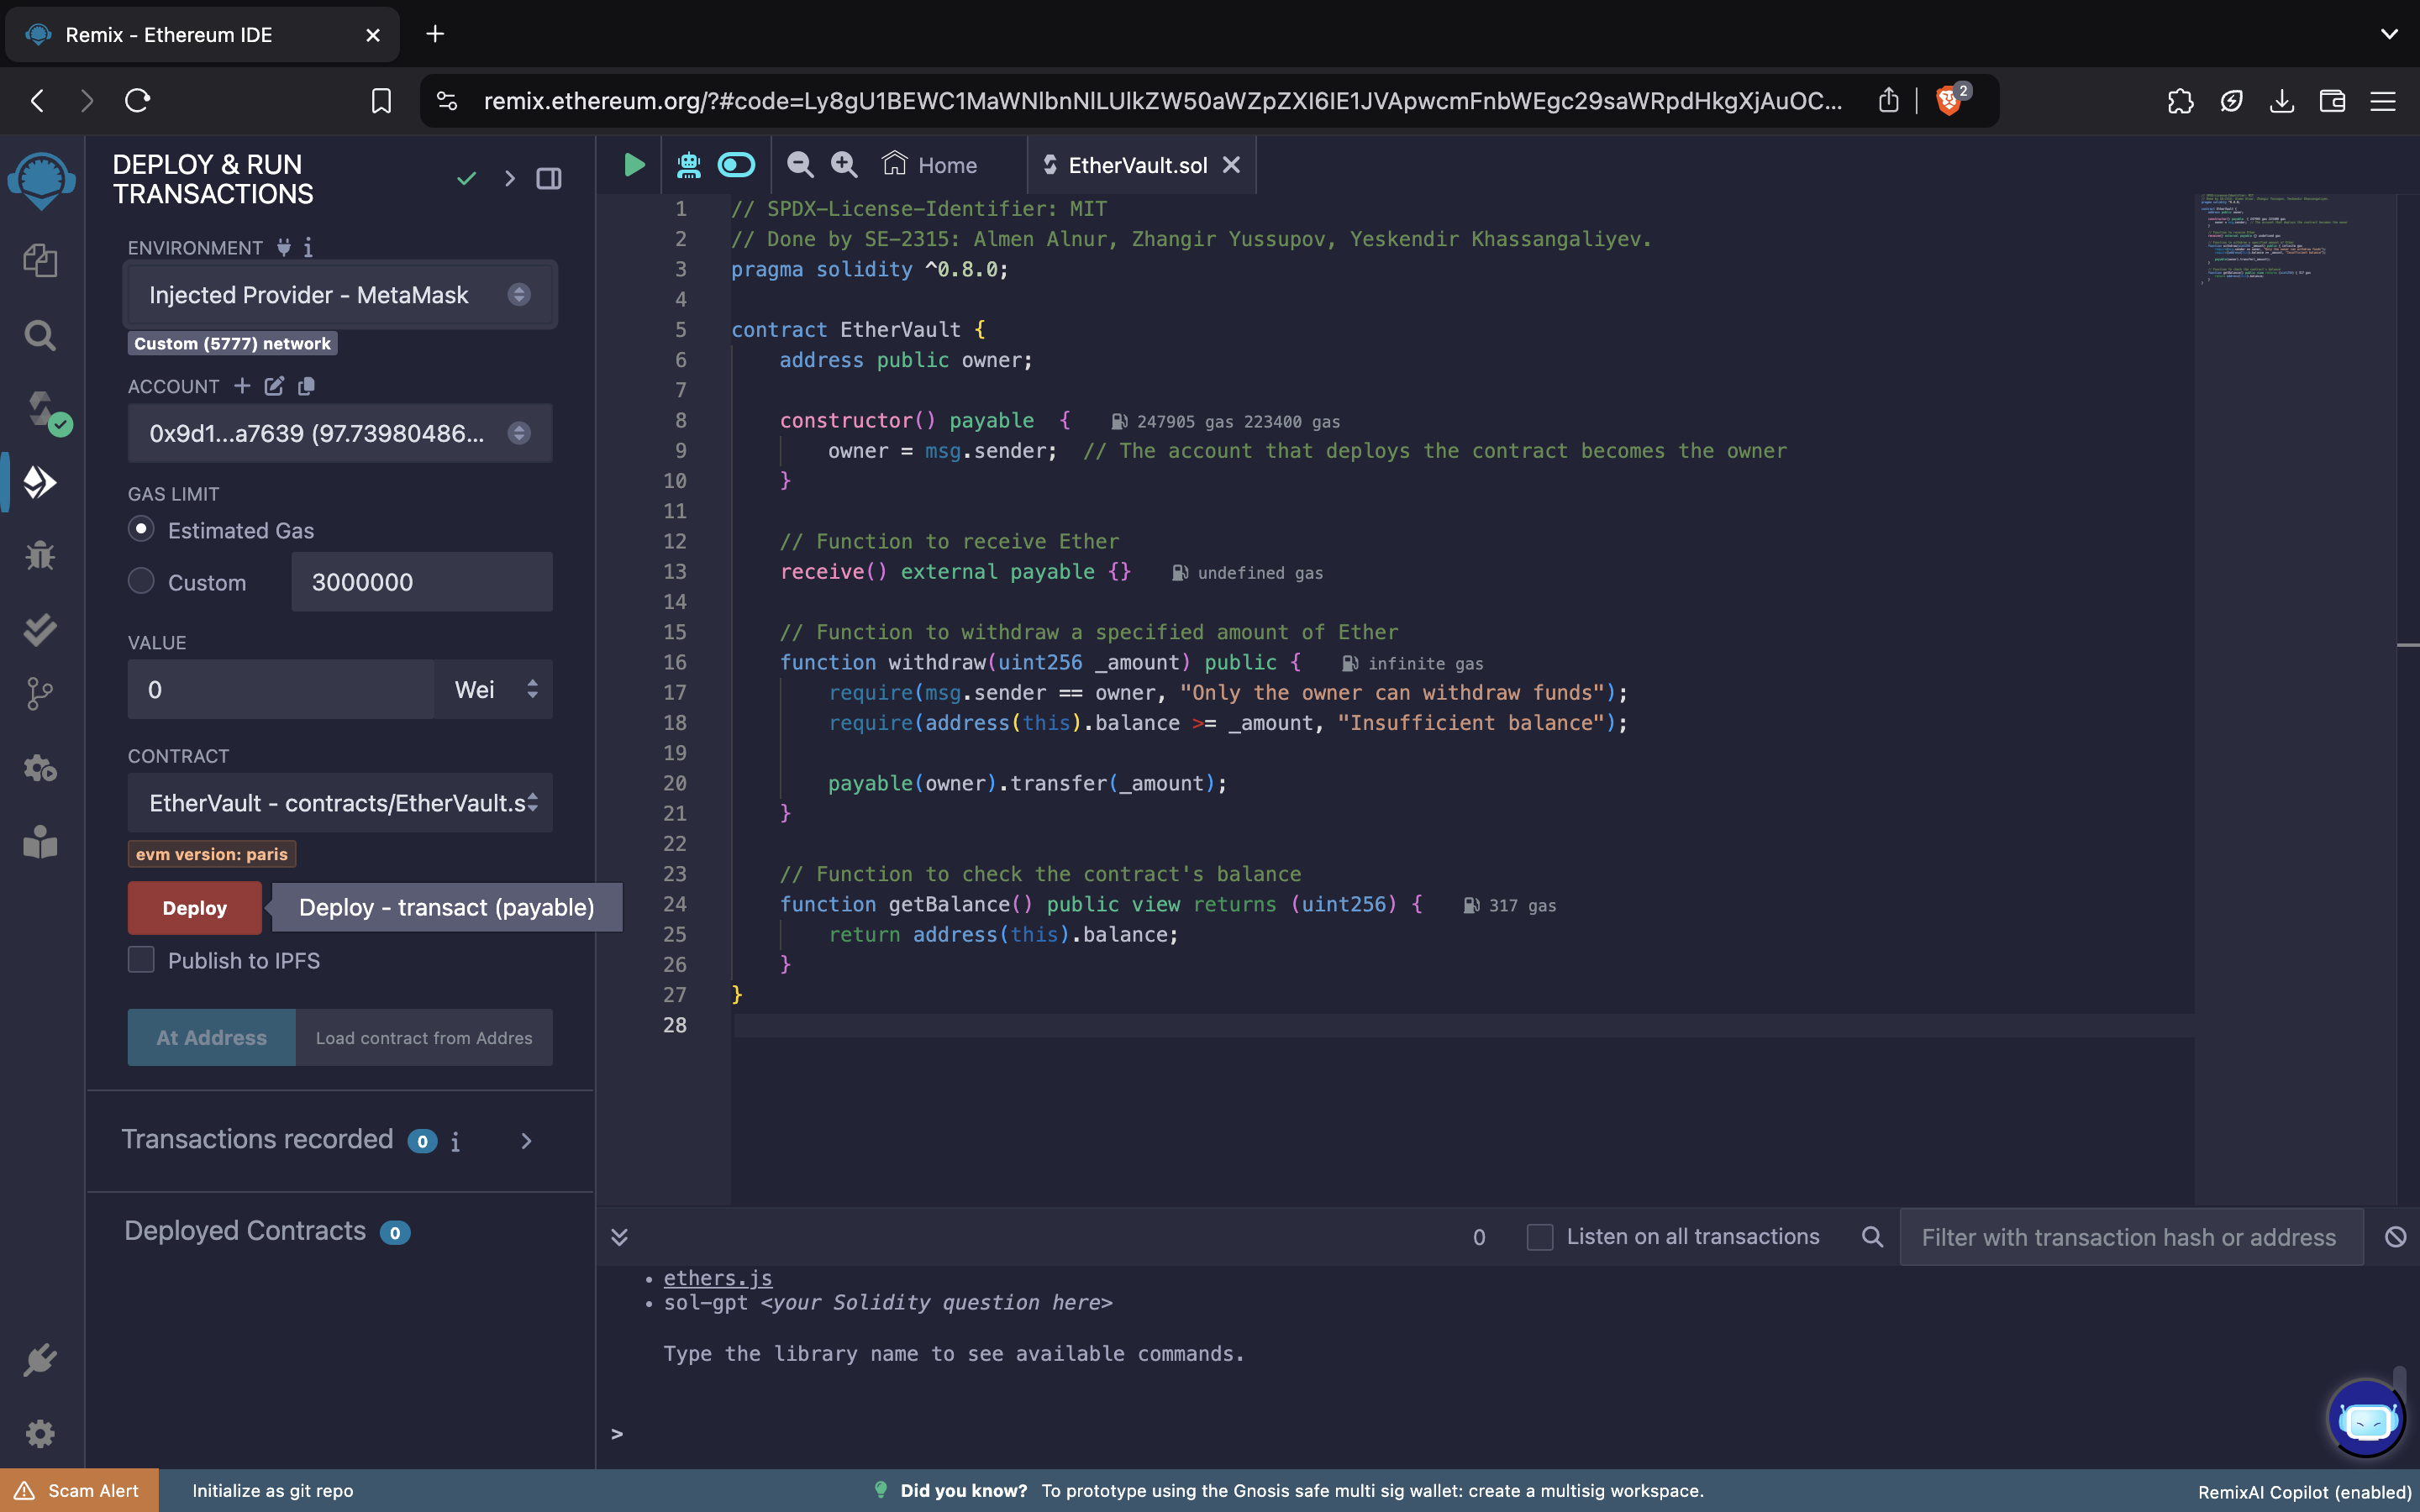 Remix - Ethereum IDE
remix.ethereum.org/?#code=Ly8gU1BEWC1MaWNlbnNlLUlkZW50aWZpZXI6IE1JVApwcmFnbWEgc29saWRpdHkgXjAuOC...
2
DEPLOY & RUN
TRANSACTIONS
ENVIRONMENT
Injected Provider - MetaMask
Custom (5777) network
ACCOUNT
0x9d1...a7639 (97.73980486...
GAS LIMIT
Estimated Gas
Custom
3000000
VALUE
0
Wei
CONTRACT
EtherVault - contracts/EtherVault.s
evm version: paris
Deploy
Deploy - transact (payable)
Publish to IPFS
At Address
Load contract from Addres
Transactions recorded 0 i
Deployed Contracts 0
Home
EtherVault.sol
1 // SPDX-License-Identifier: MIT
2 // Done by SE-2315: Almen Alnur, Zhangir Yussupov, Yeskendir Khassangaliyev.
3 pragma solidity ^0.8.0;
4
5 contract EtherVault {
6 address public owner;
7
8 constructor() payable { 247905 gas 223400 gas
9 owner = msg.sender; // The account that deploys the contract becomes the owner
10 }
11
12 // Function to receive Ether
13 receive() external payable {} undefined gas
14
15 // Function to withdraw a specified amount of Ether
16 function withdraw(uint256 _amount) public { infinite gas
17 require(msg.sender == owner, "Only the owner can withdraw funds");
18 require(address(this).balance >= _amount, "Insufficient balance");
19
20 payable(owner).transfer(_amount);
21 }
22
23 // Function to check the contract's balance
24 function getBalance() public view returns (uint256) { 317 gas
25 return address(this).balance;
26 }
27 }
28
0
Listen on all transactions
Filter with transaction hash or address
• ethers.js
• sol-gpt <your Solidity question here>
Type the library name to see available commands.
>
Scam Alert
Initialize as git repo
Did you know? To prototype using the Gnosis safe multi sig wallet: create a multisig workspace.
RemixAI Copilot (enabled)